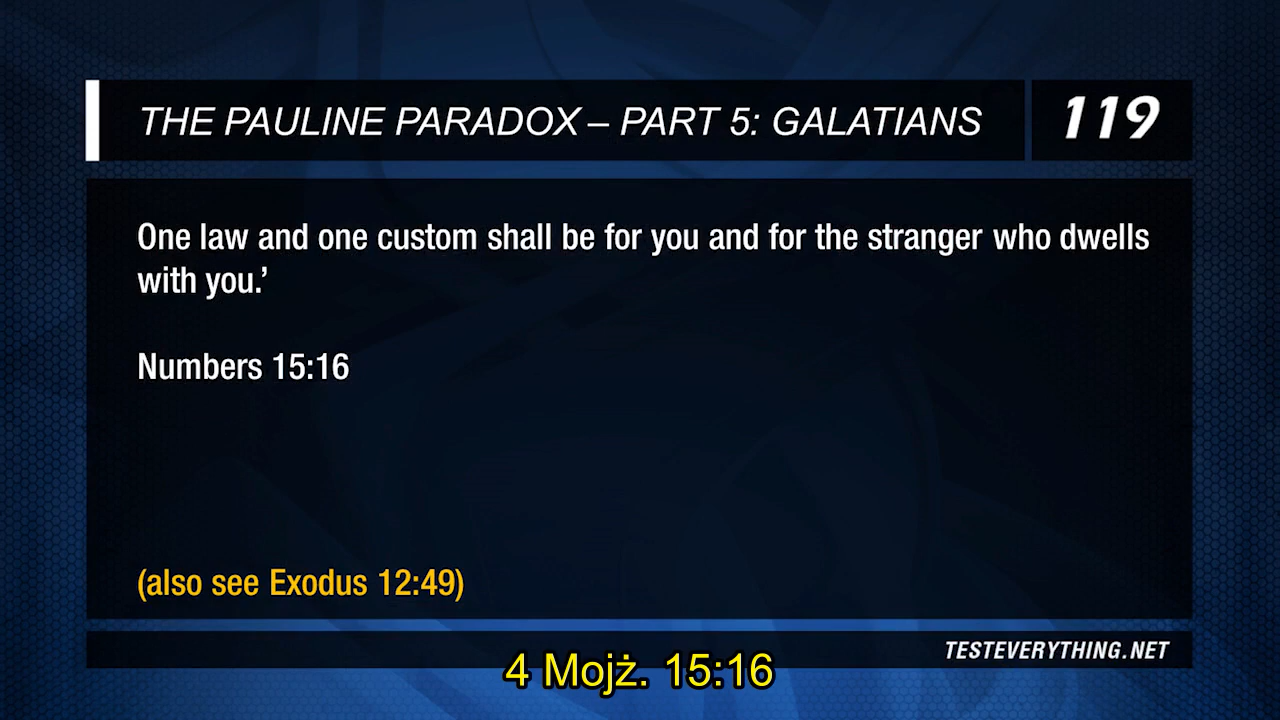 THE PAULINE PARADOX – PART 5: GALATIANS
119
One law and one custom shall be for you and for the stranger who dwells
with you.’
Numbers 15:16
(also see Exodus 12:49)
TESTEVERYTHING.NET
4 Mojż. 15:16